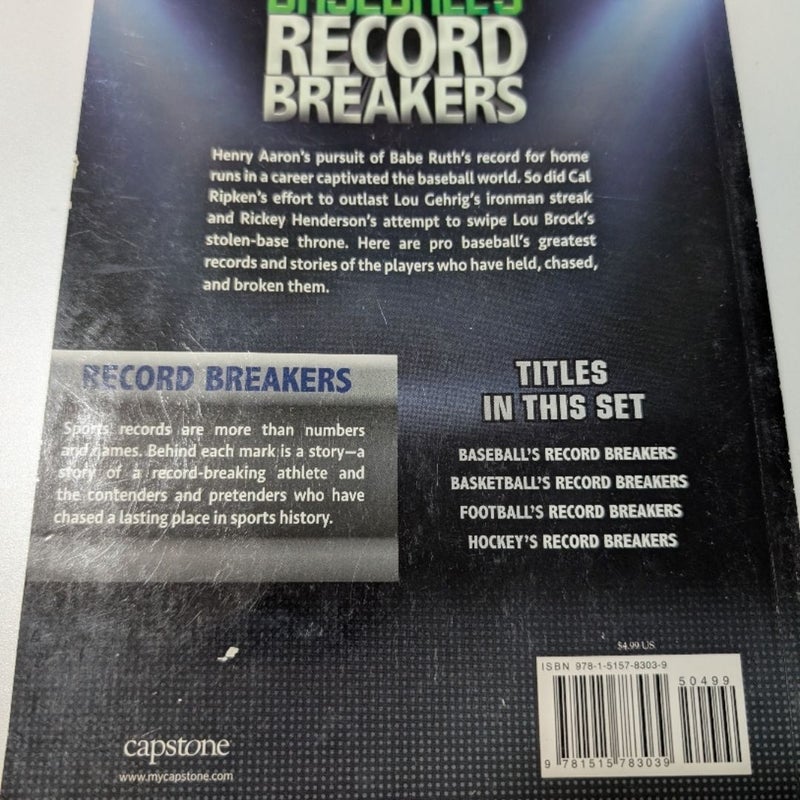 BASEBALL'S
RECORD
BREAKERS
Henry Aaron's pursuit of Babe Ruth's record for home
runs in a career captivated the baseball world. So did Cal
Ripken's effort to outlast Lou Gehrig's ironman streak
and Rickey Henderson's attempt to swipe Lou Brock's
stolen-base throne. Here are pro baseball's greatest
records and stories of the players who have held, chased,
and broken them.
RECORD BREAKERS
Sports records are more than numbers
and names. Behind each mark is a story—a
story of a record-breaking athlete and
the contenders and pretenders who have
chased a lasting place in sports history.
TITLES
IN THIS SET
BASEBALL'S RECORD BREAKERS
BASKETBALL'S RECORD BREAKERS
FOOTBALL'S RECORD BREAKERS
HOCKEY'S RECORD BREAKERS
$4.99 US
ISBN 978-1-5157-8303-9
50499
9 781515 783039
capstone
www.mycapstone.com